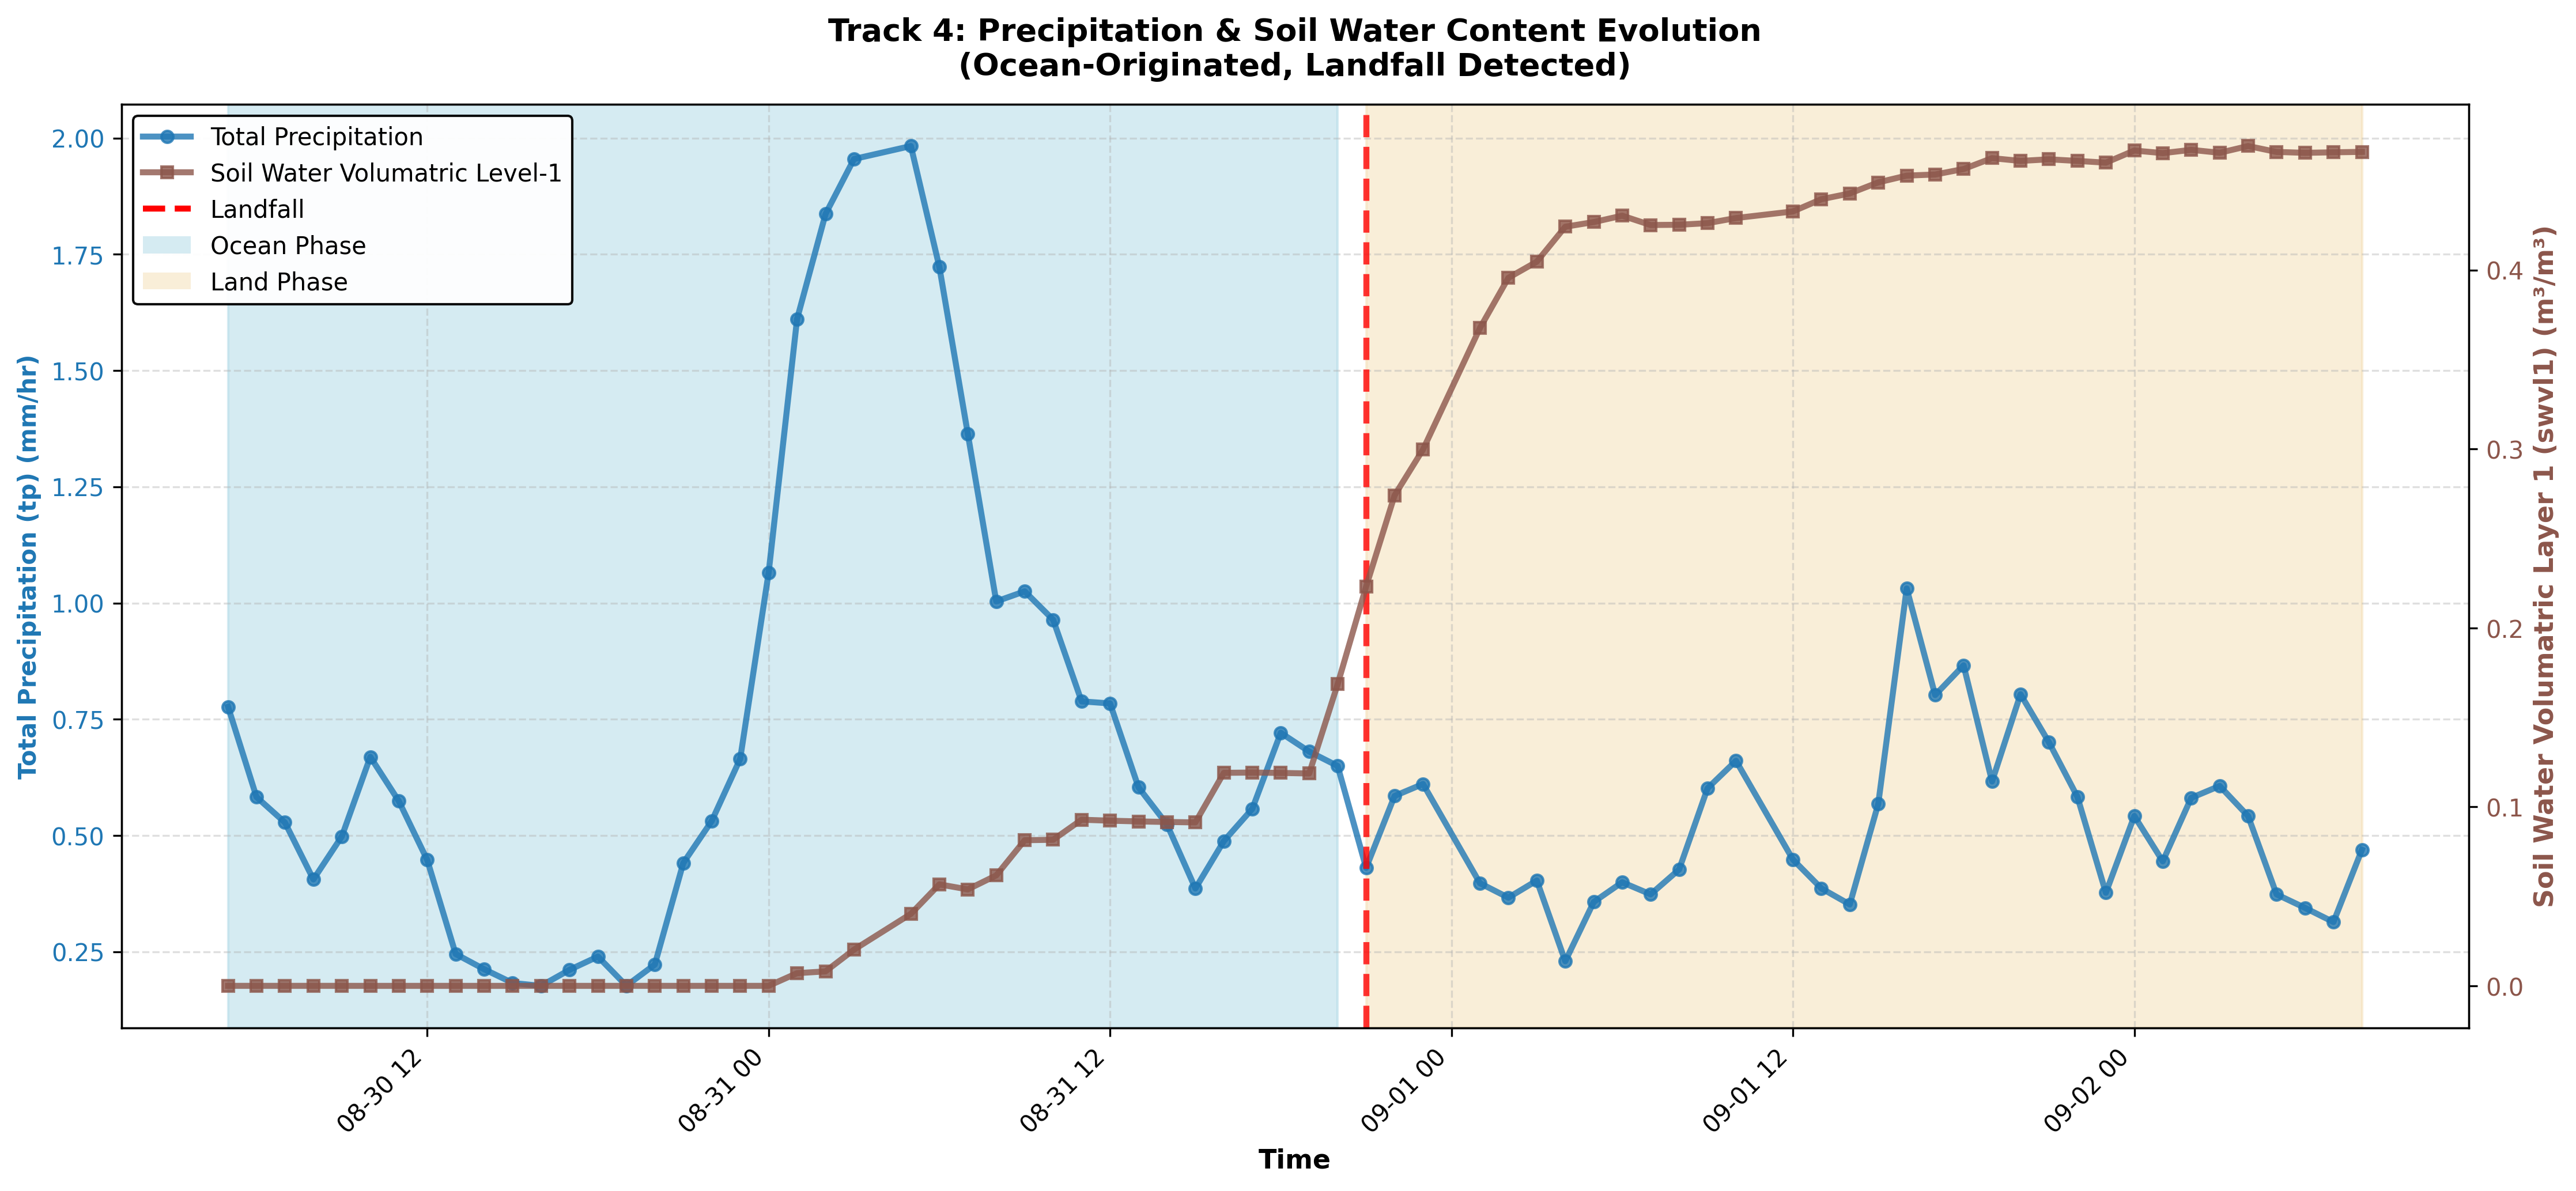 Track 4: Precipitation & Soil Water Content Evolution
(Ocean-Originated, Landfall Detected)
Total Precipitation
Soil Water Volumatric Level-1
Landfall
Ocean Phase
Land Phase
Total Precipitation (tp) (mm/hr)
2.00
1.75
1.50
1.25
1.00
0.75
0.50
0.25
Soil Water Volumatric Layer 1 (swvl1) (m³/m³)
0.4
0.3
0.2
0.1
0.0
08-30 12
08-31 00
08-31 12
09-01 00
09-01 12
09-02 00
Time